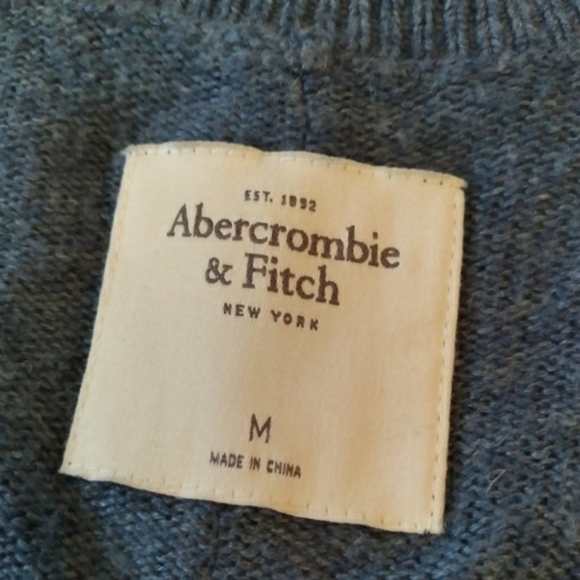 EST. 1892
Abercrombie
& Fitch
NEW YORK
M
MADE IN CHINA